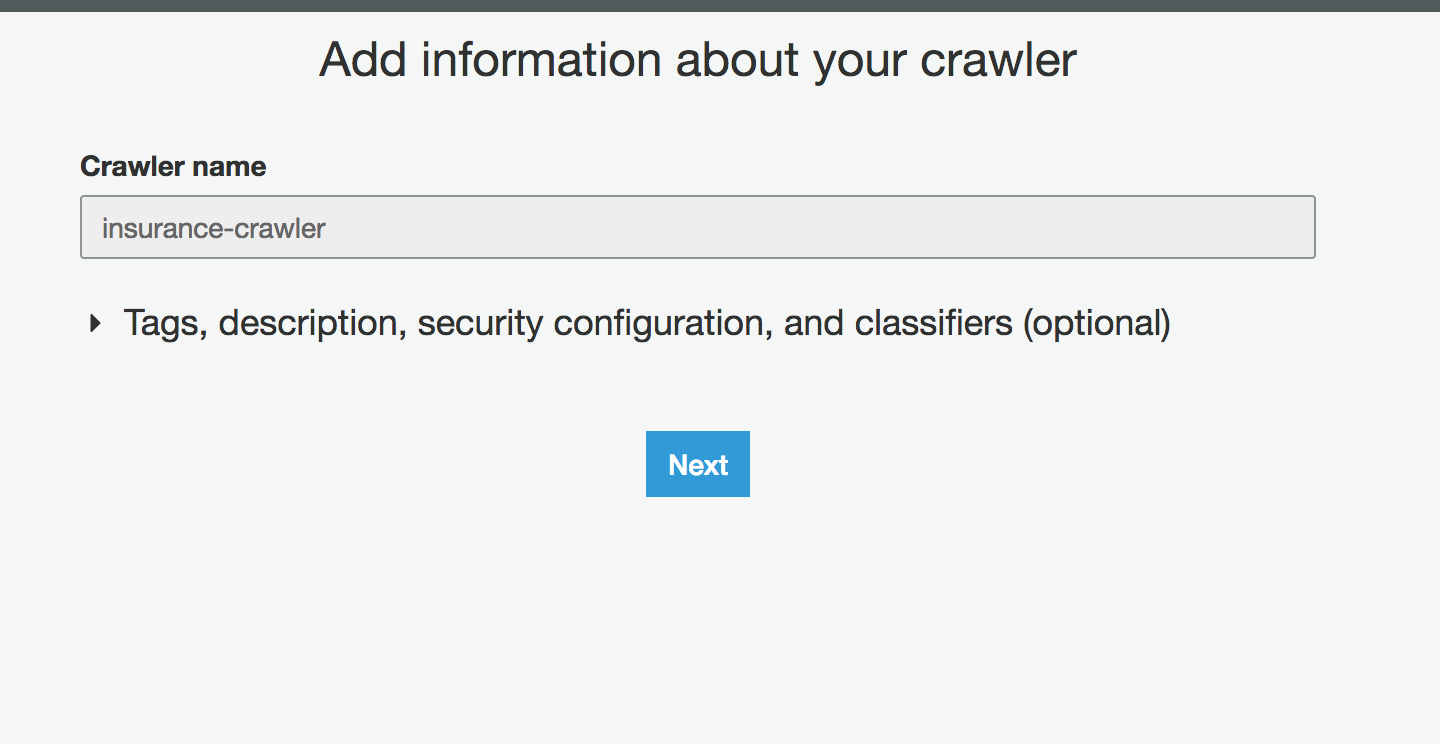 Add information about your crawler
Crawler name
insurance-crawler
Tags, description, security configuration, and classifiers (optional)
Next